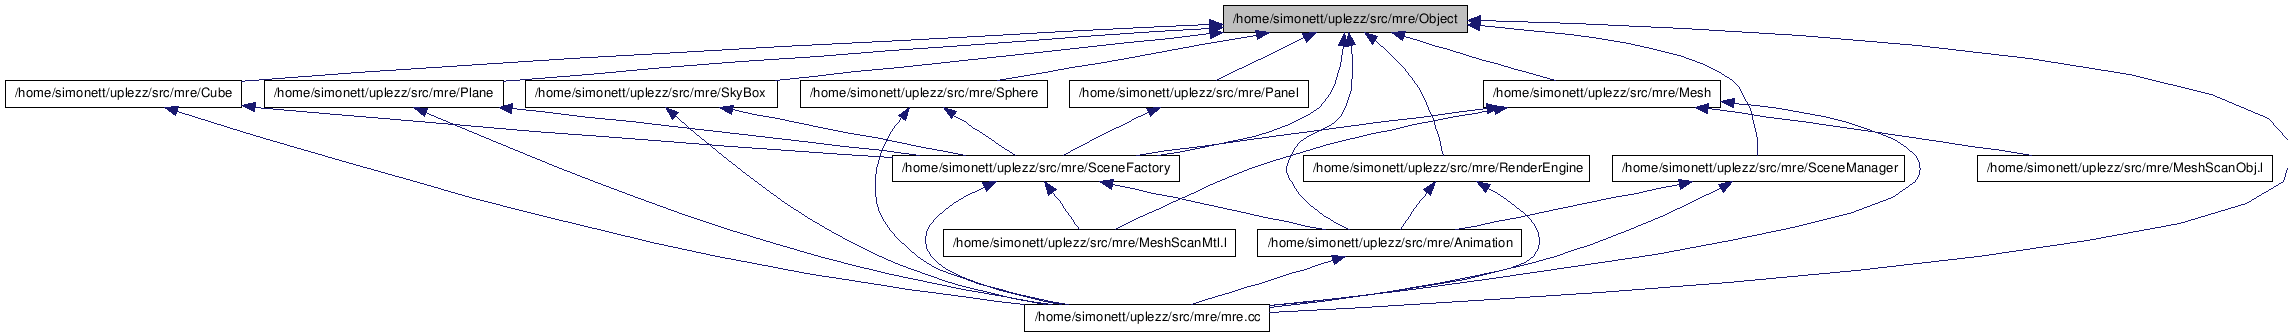 /home/simonett/uplezz/src/mre/Object
/home/simonett/uplezz/src/mre/Cube
/home/simonett/uplezz/src/mre/Plane
/home/simonett/uplezz/src/mre/SkyBox
/home/simonett/uplezz/src/mre/Sphere
/home/simonett/uplezz/src/mre/Panel
/home/simonett/uplezz/src/mre/Mesh
/home/simonett/uplezz/src/mre/SceneFactory
/home/simonett/uplezz/src/mre/RenderEngine
/home/simonett/uplezz/src/mre/SceneManager
/home/simonett/uplezz/src/mre/MeshScanObj.l
/home/simonett/uplezz/src/mre/MeshScanMtl.l
/home/simonett/uplezz/src/mre/Animation
/home/simonett/uplezz/src/mre/mre.cc